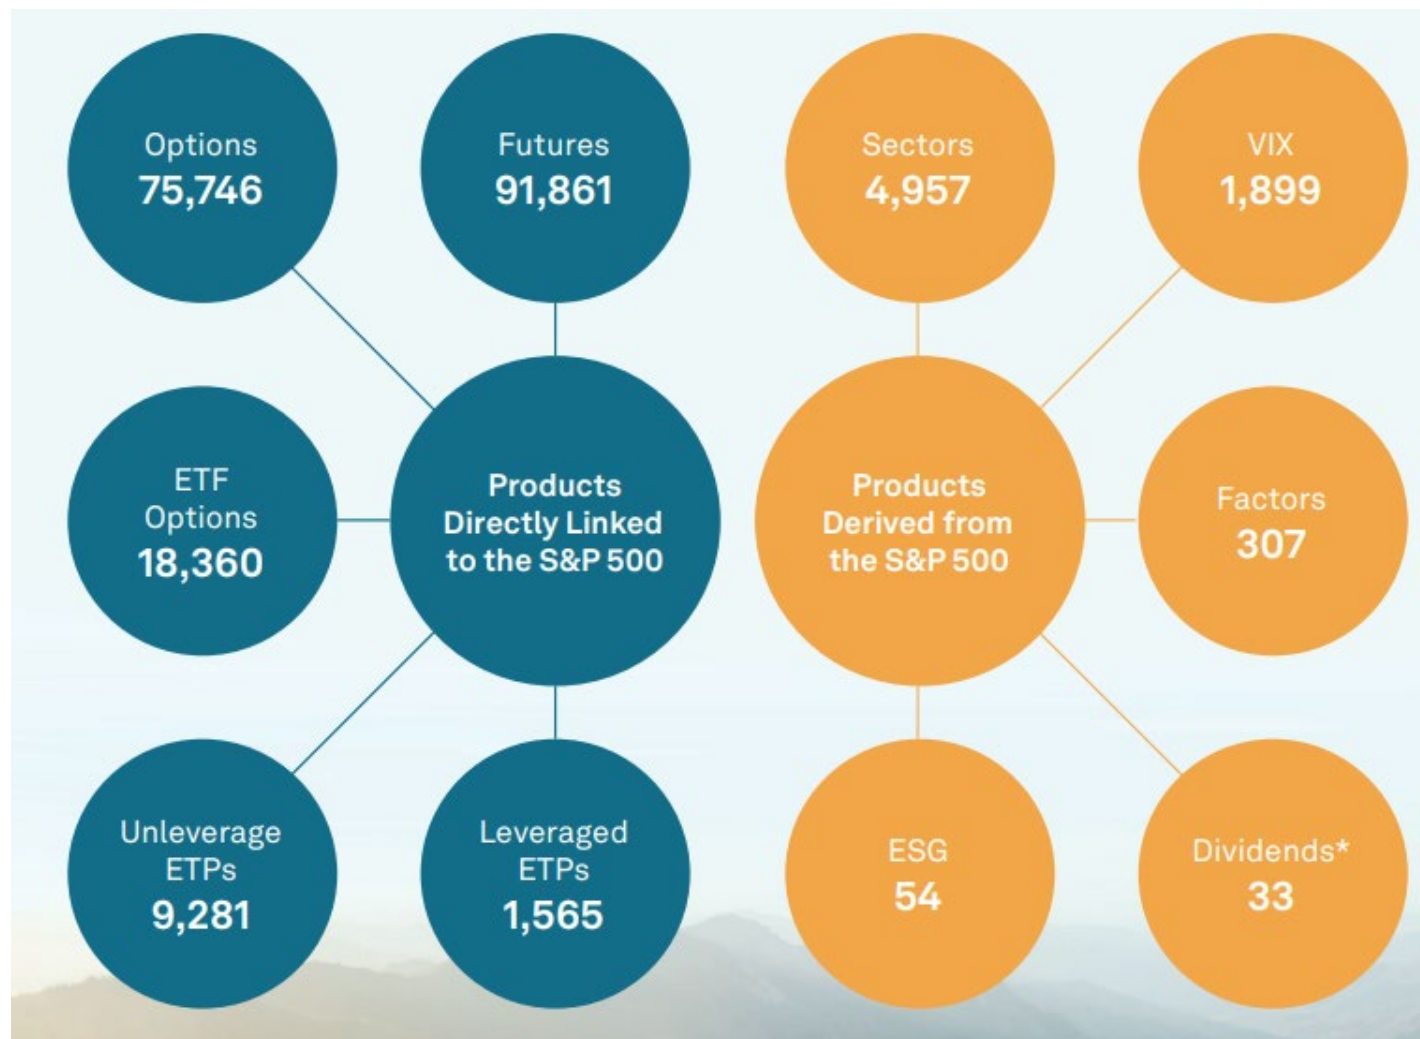 Options
75,746
Futures
91,861
Sectors
4,957
VIX
1,899
ETF
Options
18,360
Products
Directly Linked
to the S&P 500
Products
Derived from
the S&P 500
Factors
307
Unleverage
ETPs
9,281
Leveraged
ETPs
1,565
ESG
54
Dividends*
33